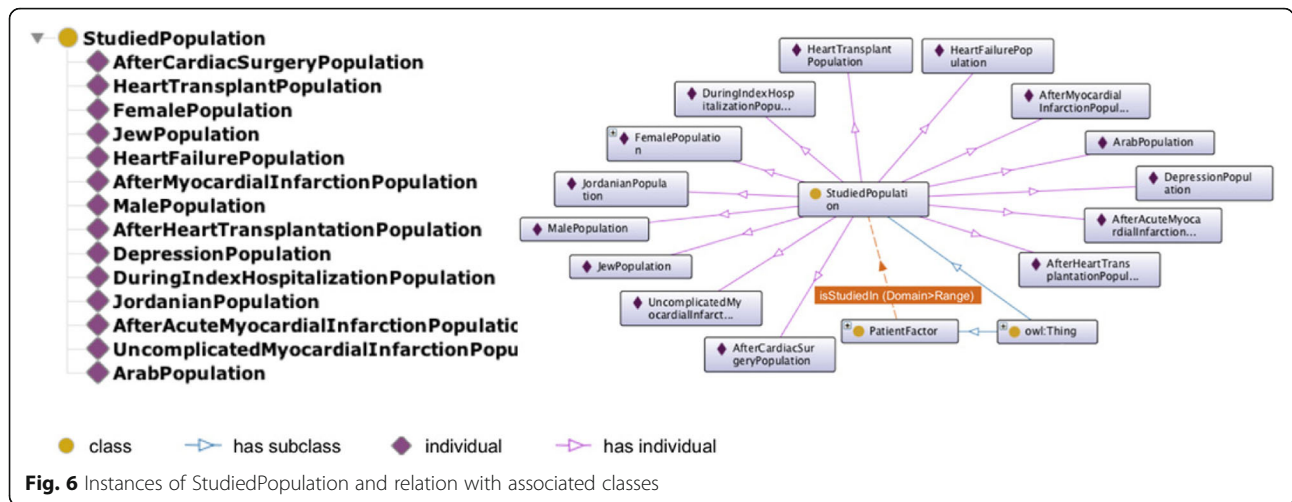 StudiedPopulation
AfterCardiacSurgeryPopulation
HeartTransplantPopulation
FemalePopulation
JewPopulation
HeartFailurePopulation
AfterMyocardialInfarctionPopulation
MalePopulation
AfterHeartTransplantationPopulation
DepressionPopulation
DuringIndexHospitalizationPopulation
JordanianPopulation
AfterAcuteMyocardialInfarctionPopulatic
UncomplicatedMyocardialInfarctionPopu
ArabPopulation
HeartTransplant
Population
HeartFailurePop
ulation
DuringIndexHosp
italizationPopu...
AfterMyocardial
InfarctionPopul...
FemalePopulatio
n
ArabPopulation
JordanianPopula
tion
StudiedPopulati
on
DepressionPopul
ation
MalePopulation
AfterAcuteMyoca
rdialInfarction...
JewPopulation
AfterHeartTrans
plantationPopul...
UncomplicatedMy
ocardialInfarct...
isStudiedIn (Domain>Range)
PatientFactor
owl:Thing
AfterCardiacSur
geryPopulation
class
has subclass
individual
has individual
Fig. 6 Instances of StudiedPopulation and relation with associated classes